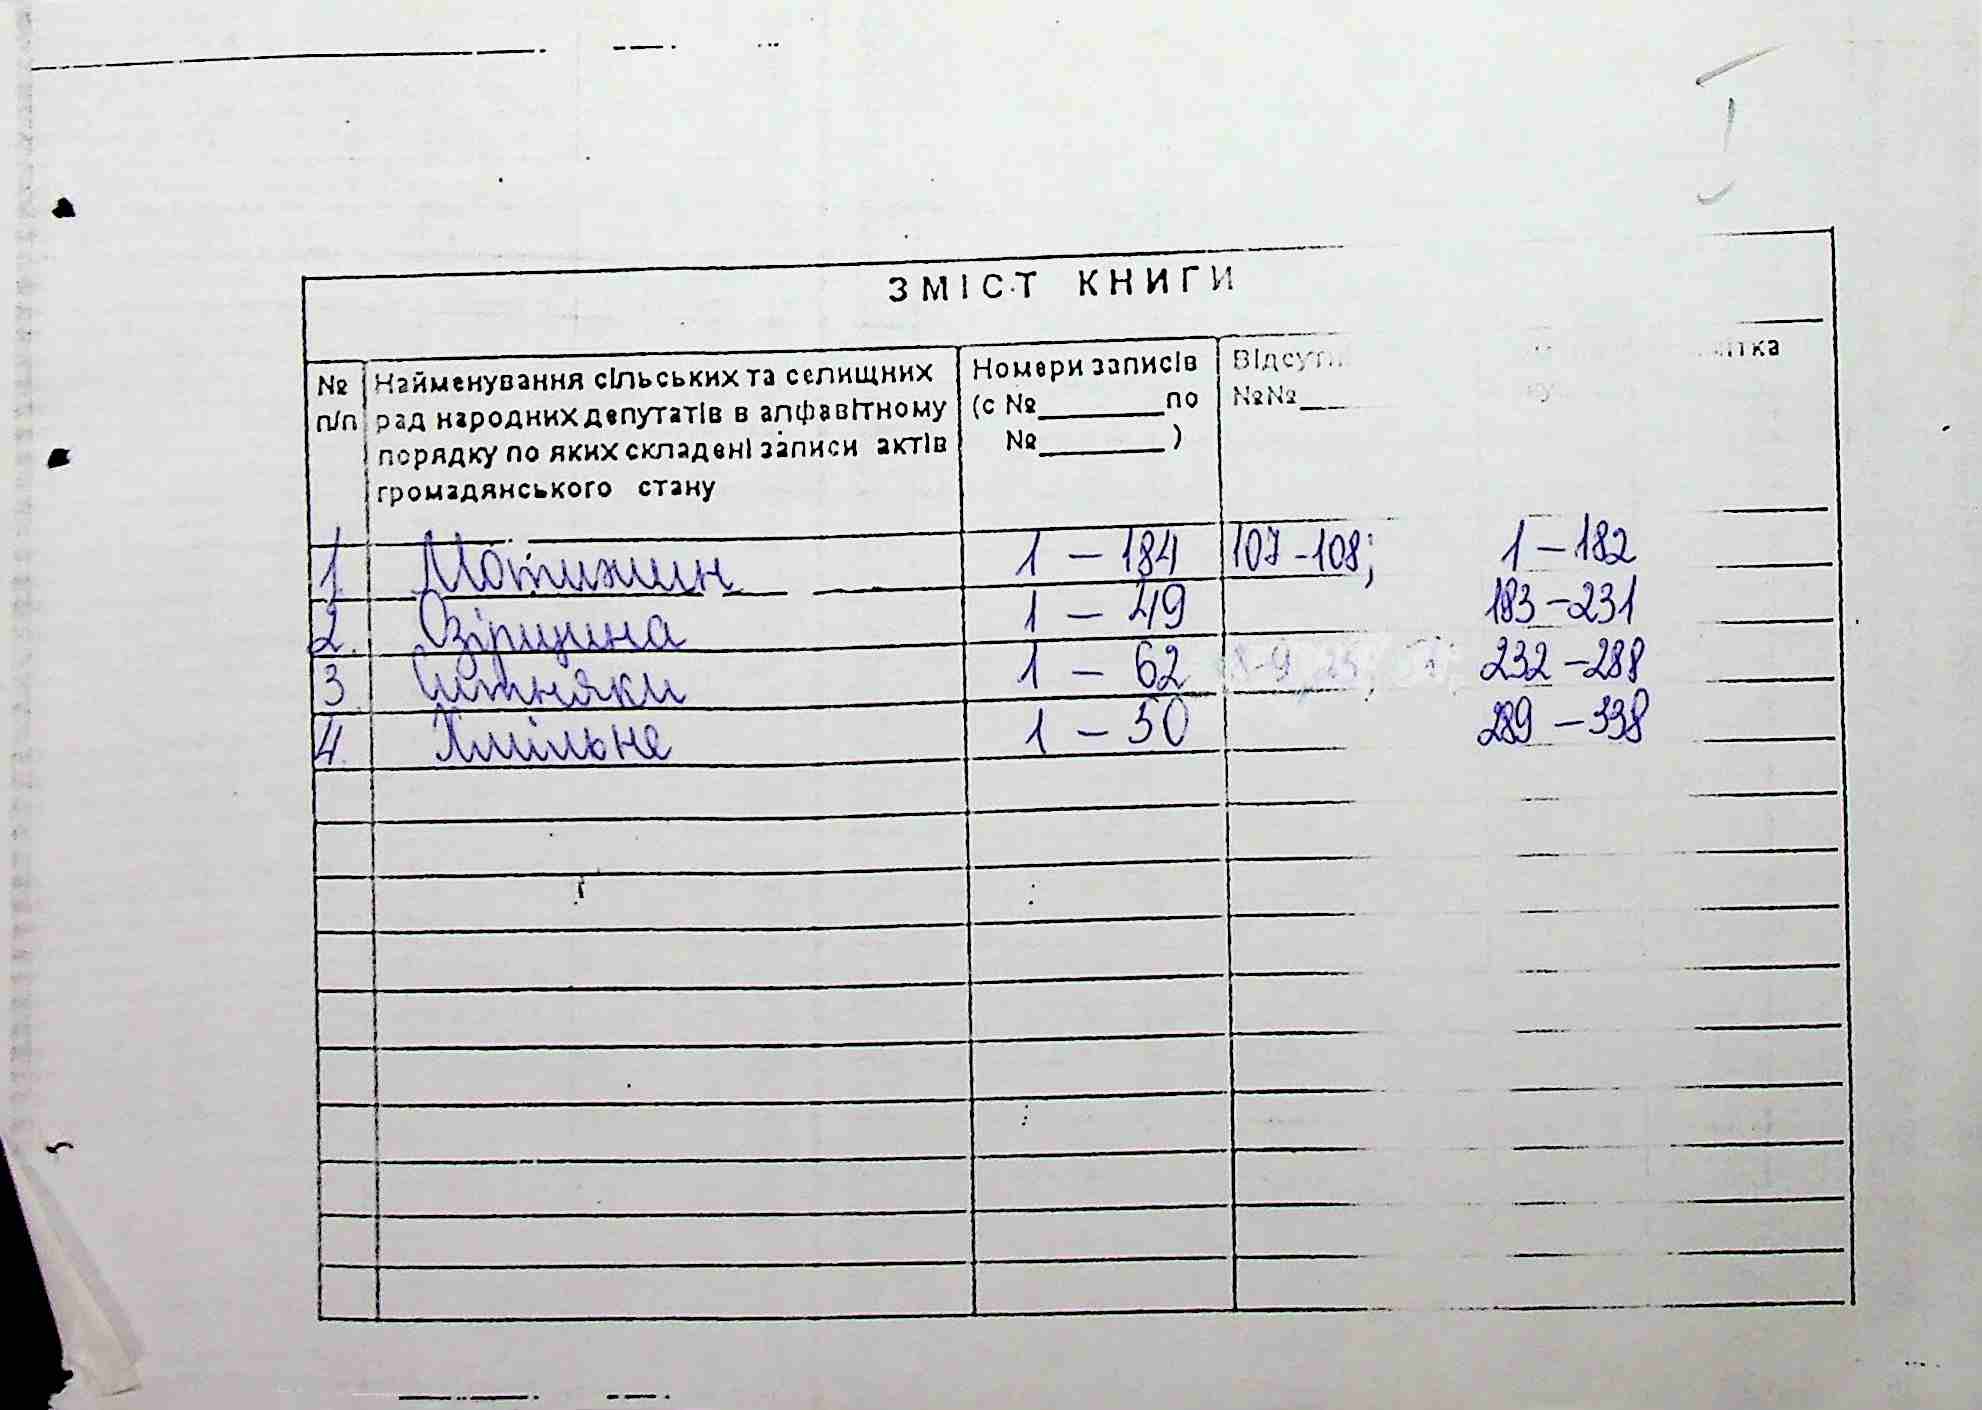 ЗМІСТ КНИГИ
№ п/п
Найменування сільських та селищних
рад народних депутатів в алфавітному
порядку по яких складені записи актів
громадянського стану
Номери записів
(с №________по
№________)
№№
1 Мотижин 1 – 184 107-108; 1 – 182
2. Озірщина 1 – 49 183 – 231
3 Ситняки 1 – 62 232 – 288
4. Хмільне 1 – 50 289 – 338